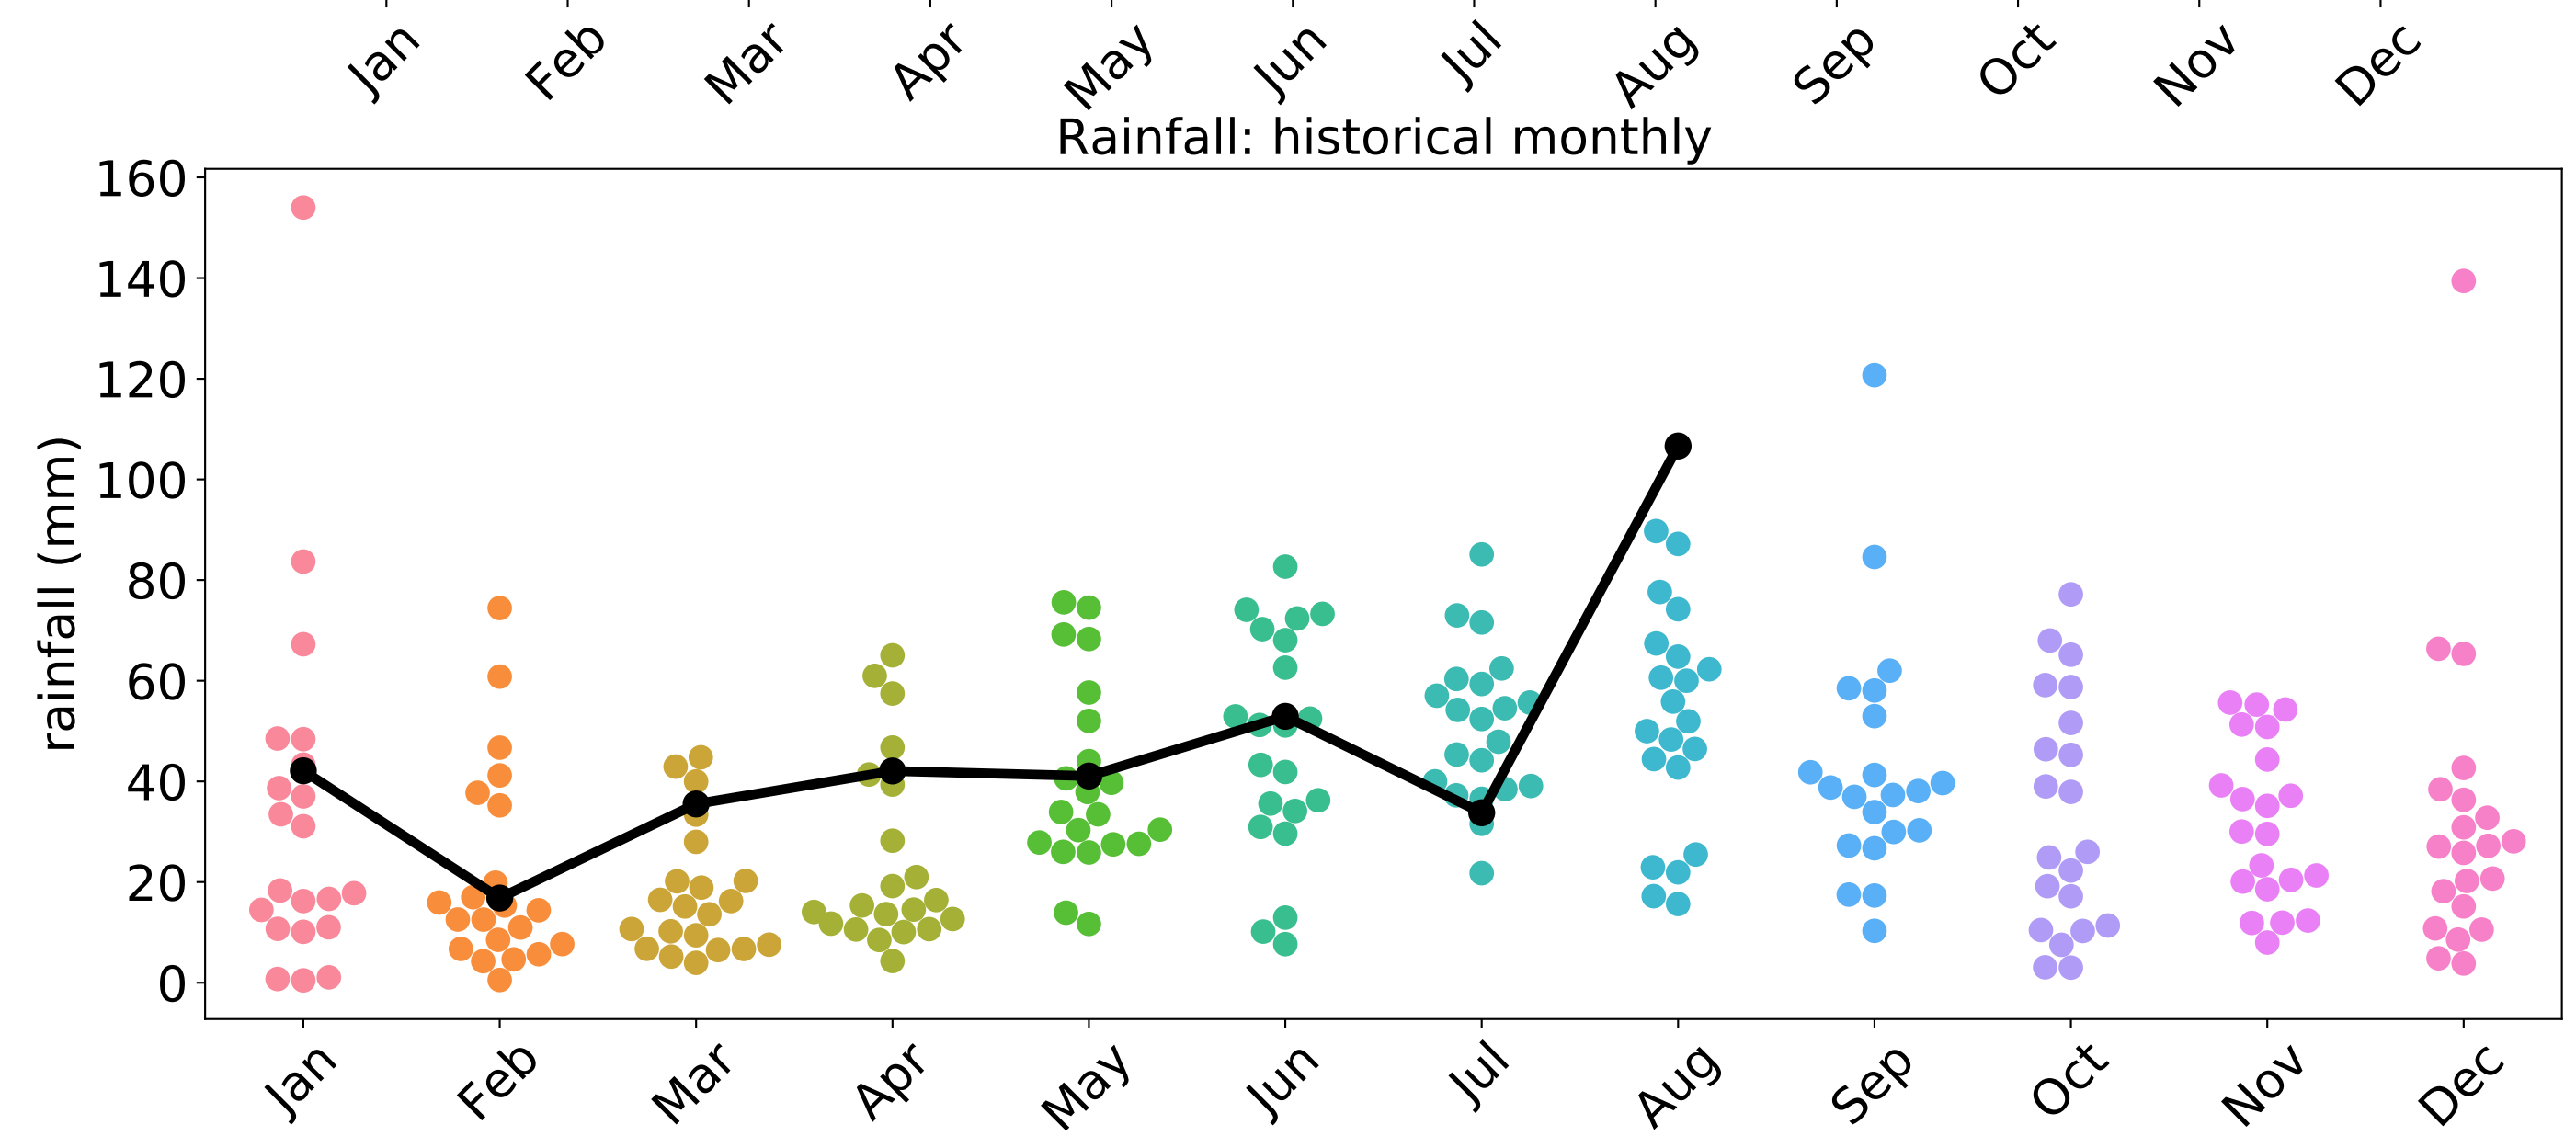 Jan Feb Mar Apr May Jun Jul Aug Sep Oct Nov Dec
Rainfall: historical monthly
160
140
120
100
80
60
40
20
0
rainfall (mm)
Jan Feb Mar Apr May Jun Jul Aug Sep Oct Nov Dec